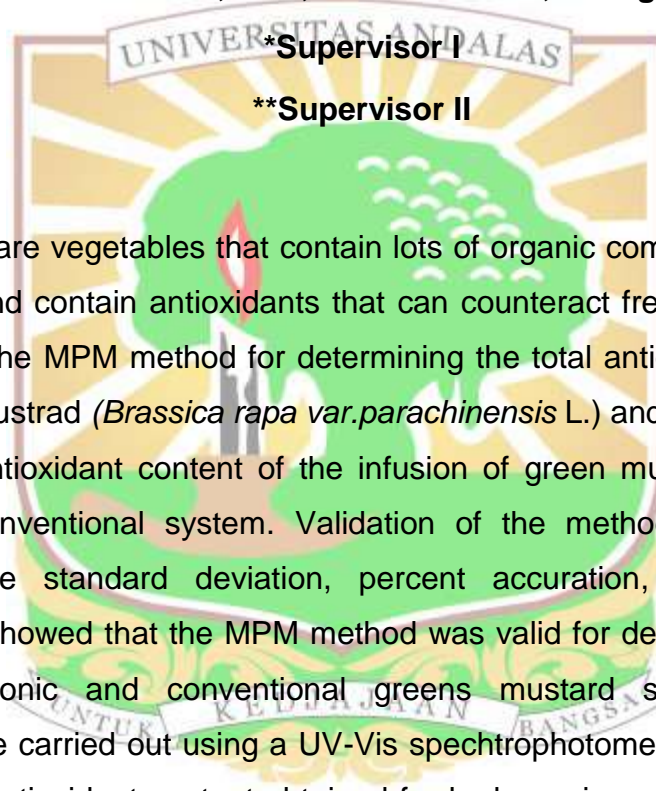 UNIVERSITAS ANDALAS
*Supervisor I
**Supervisor II
are vegetables that contain lots of organic com
nd contain antioxidants that can counteract fre
he MPM method for determining the total anti
ustrad (Brassica rapa var.parachinensis L.) and
ntioxidant content of the infusion of green mu
onventional system. Validation of the metho
e standard deviation, percent accuration,
howed that the MPM method was valid for de
onic and conventional greens mustard s
e carried out using a UV-Vis spechtrophotome
UNTUK KEDJAJAAN BANGSA